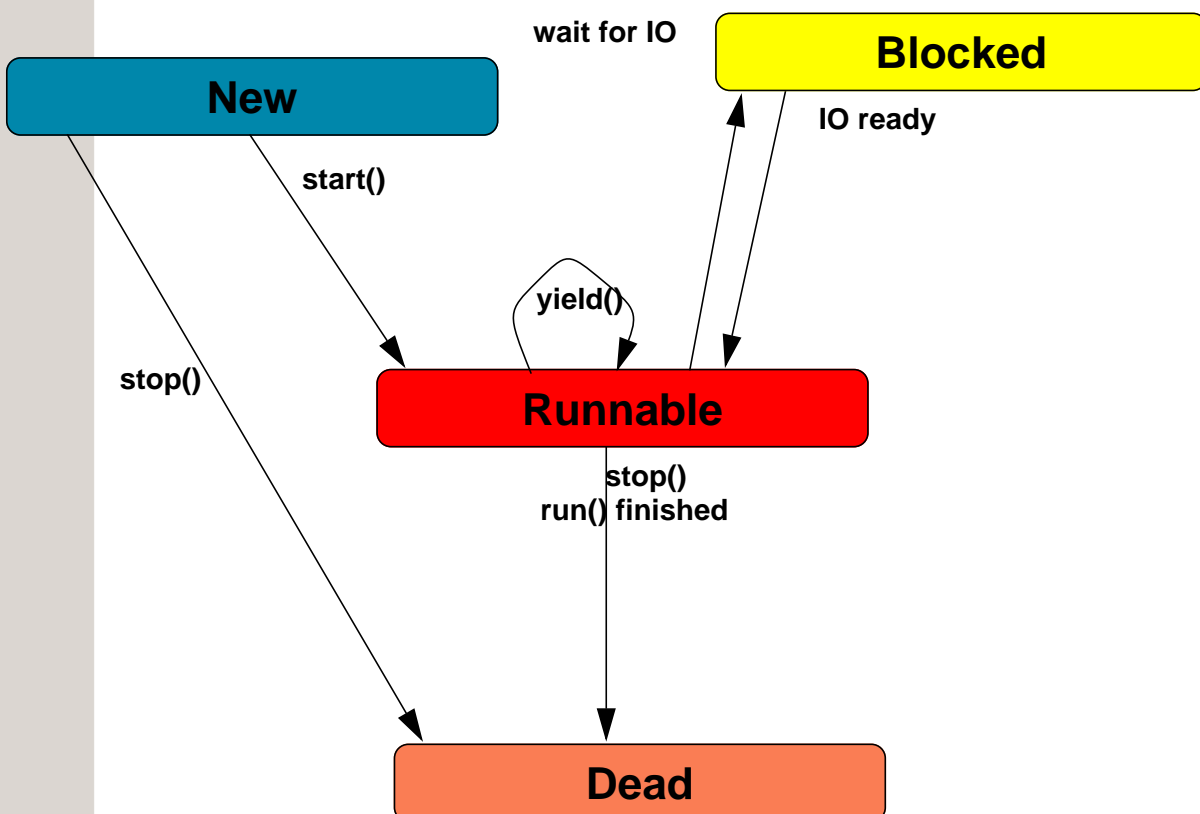 wait for IO
Blocked
New
IO ready
start()
yield()
stop()
Runnable
stop()
run() finished
Dead